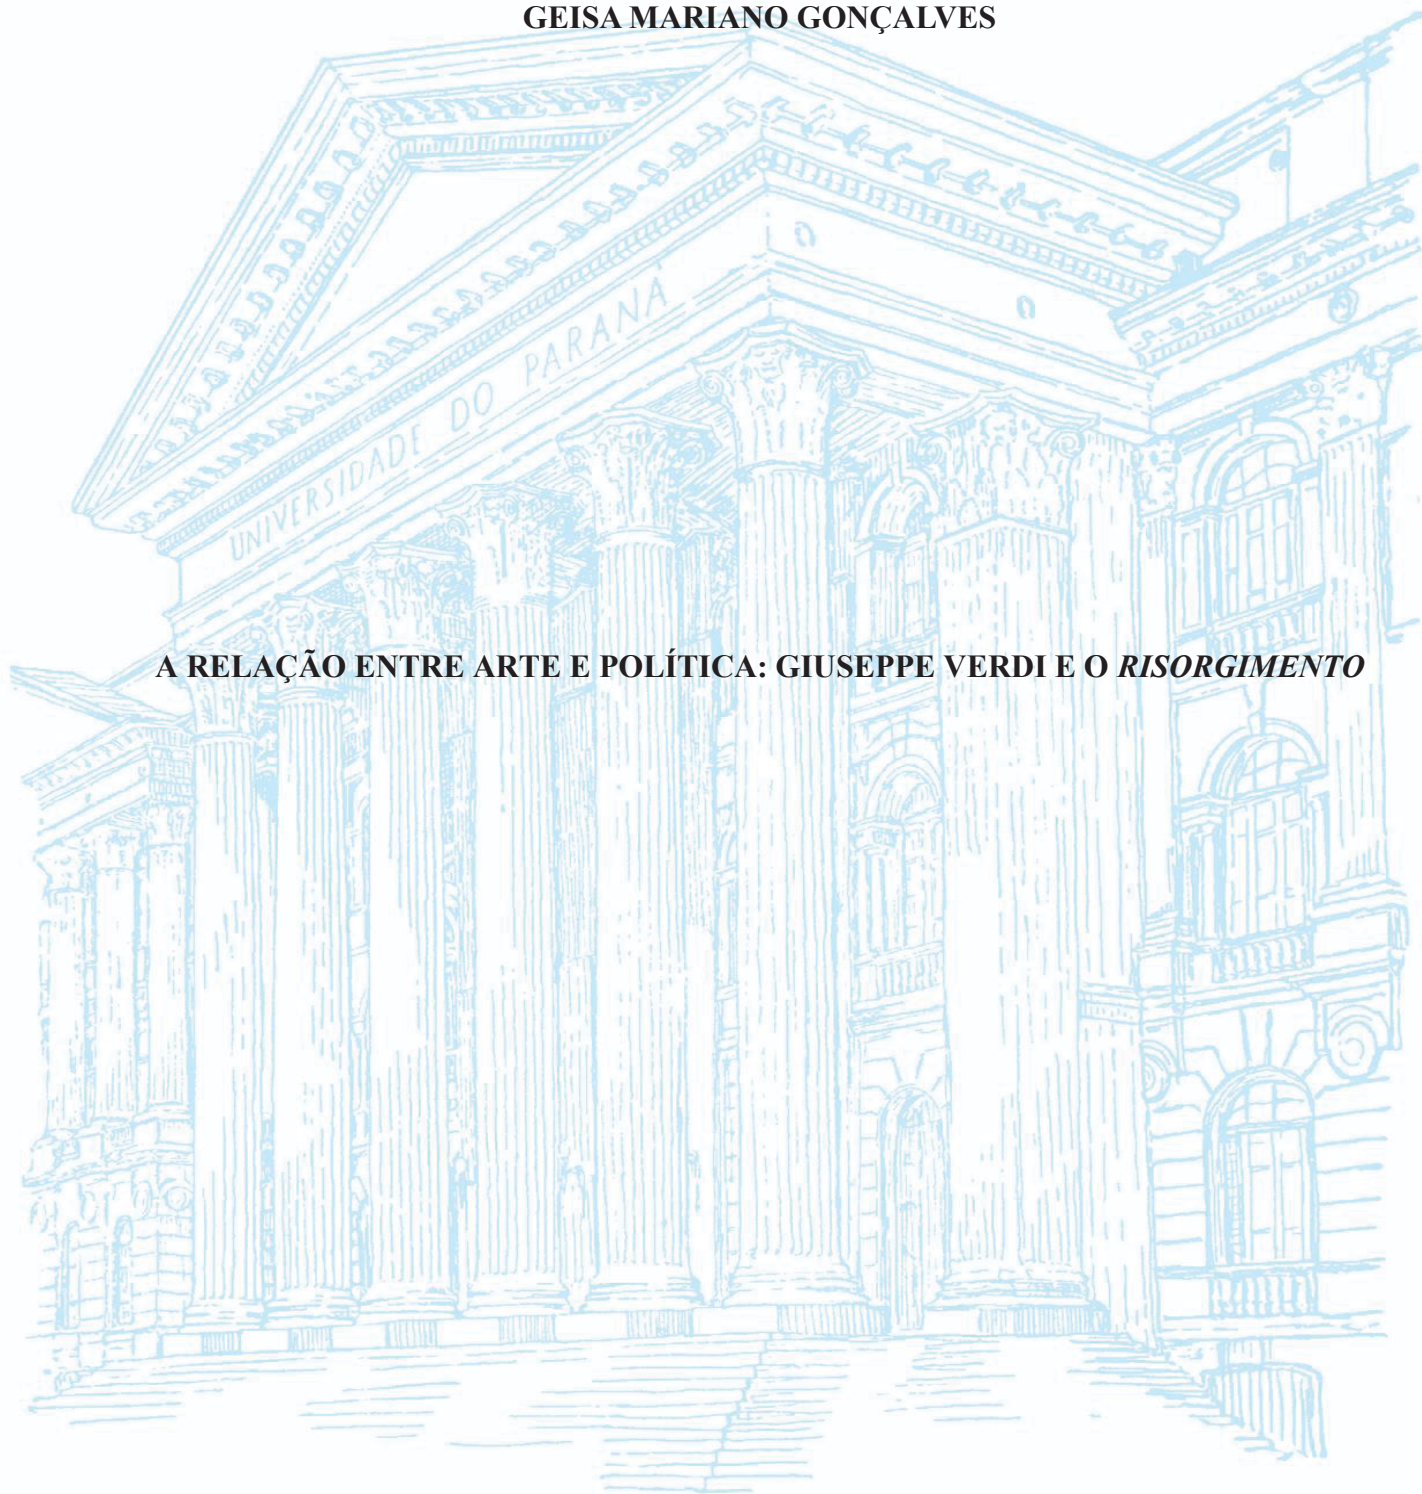 GEISA MARIANO GONÇALVES
UNIVERSIDADE DO PARANÁ
A RELAÇÃO ENTRE ARTE E POLÍTICA: GIUSEPPE VERDI E O RISORGIMENTO